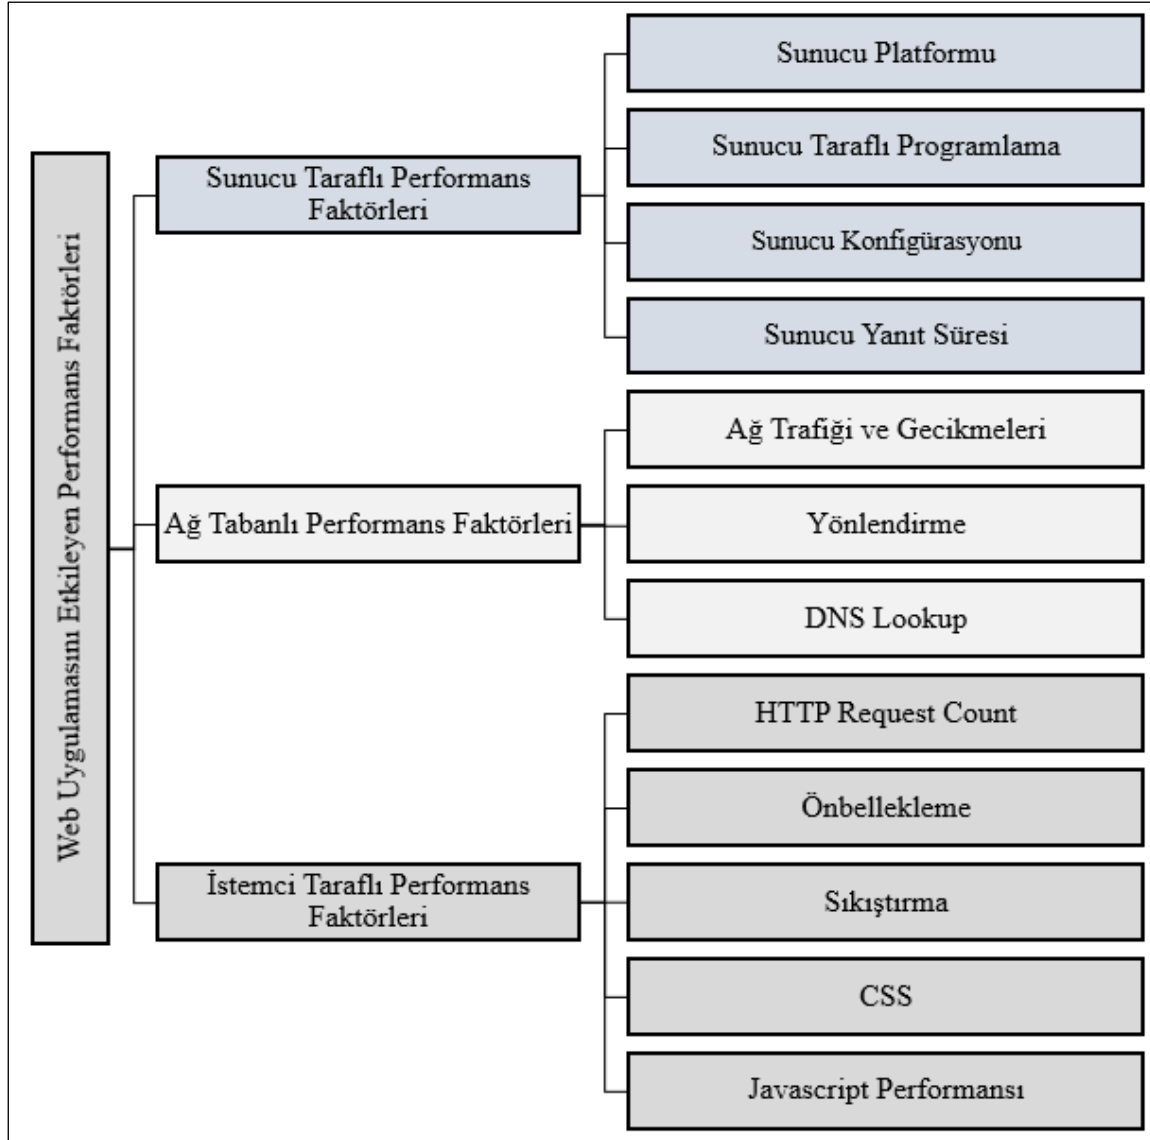 Web Uygulamasını Etkileyen Performans Faktörleri
Sunucu Taraflı Performans
Faktörleri
Sunucu Platformu
Sunucu Taraflı Programlama
Sunucu Konfigürasyonu
Sunucu Yanıt Süresi
Ağ Tabanlı Performans Faktörleri
Ağ Trafiği ve Gecikmeleri
Yönlendirme
DNS Lookup
İstemci Taraflı Performans
Faktörleri
HTTP Request Count
Önbellekleme
Sıkıştırma
CSS
Javascript Performansı